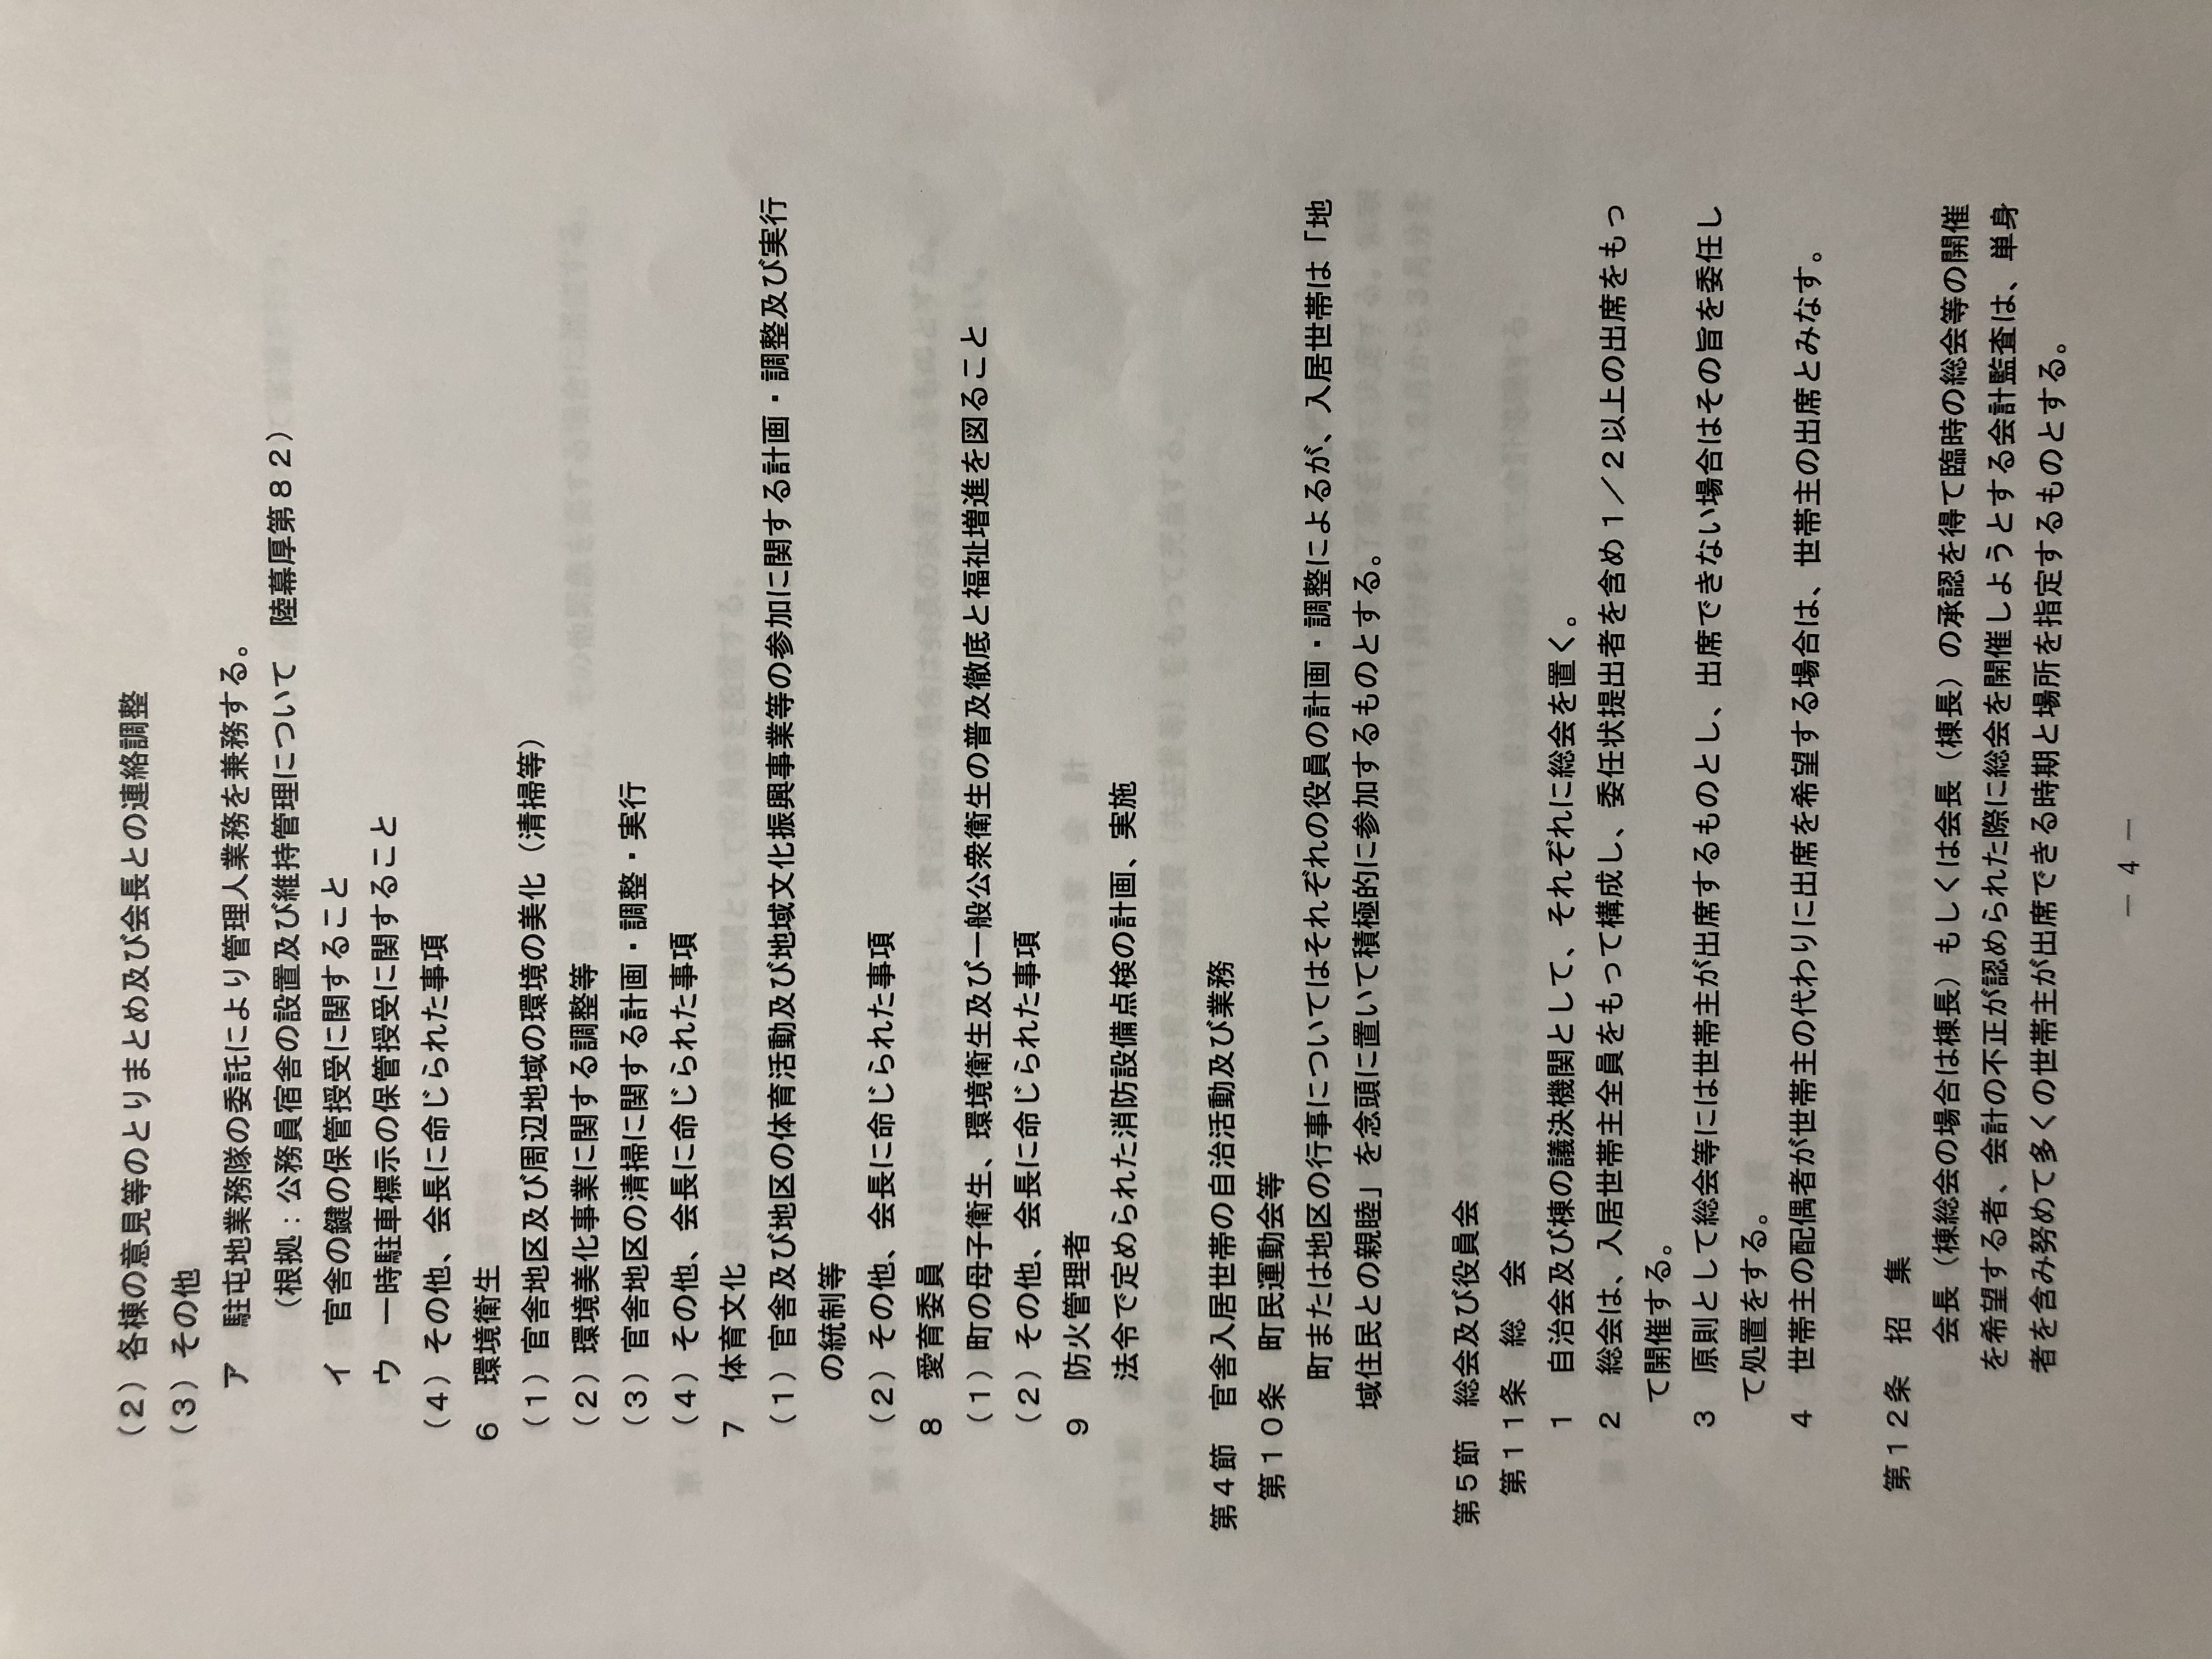 （２）各棟の意見等のとりまとめ及び会長との連絡調整
（３）その他
ア　駐屯地業務隊の委託により管理人業務を兼務する。
（根拠：公務員宿舎の設置及び維持管理について　陸幕厚第８２）
イ　官舎の鍵の保管授受に関すること
ウ　一時駐車標示の保管授受に関すること
（４）その他、会長に命じられた事項
６　環境衛生
（１）官舎地区及び周辺地域の環境の美化（清掃等）
（２）環境美化事業に関する調整等
（３）官舎地区の清掃に関する計画・調整・実行
（４）その他、会長に命じられた事項
７　体育文化
（１）官舎及び地区の体育活動及び地域文化振興事業等の参加に関する計画・調整及び実行
の統制等
（２）その他、会長に命じられた事項
８　愛育委員
（１）町の母子衛生、環境衛生及び一般公衆衛生の普及徹底と福祉増進を図ること
（２）その他、会長に命じられた事項
９　防火管理者
法令で定められた消防設備点検の計画、実施
第４節　官舎入居世帯の自治活動及び業務
第１０条　町民運動会等
町または地区の行事についてはそれぞれの役員の計画・調整によるが、入居世帯は「地
域住民との親睦」を念頭に置いて積極的に参加するものとする。
第５節　総会及び役員会
第１１条　総　会
１　自治会及び棟の議決機関として、それぞれに総会を置く。
２　総会は、入居世帯主全員をもって構成し、委任状提出者を含め１／２以上の出席をもっ
て開催する。
３　原則として総会等には世帯主が出席するものとし、出席できない場合はその旨を委任し
て処置をする。
４　世帯主の配偶者が世帯主の代わりに出席を希望する場合は、世帯主の出席とみなす。
第１２条　招　集
会長（棟総会の場合は棟長）もしくは会長（棟長）の承認を得て臨時の総会等の開催
を希望する者、会計の不正が認められた際に総会を開催しようとする会計監査は、単身
者を含み努めて多くの世帯主が出席できる時期と場所を指定するものとする。
－ 4 －